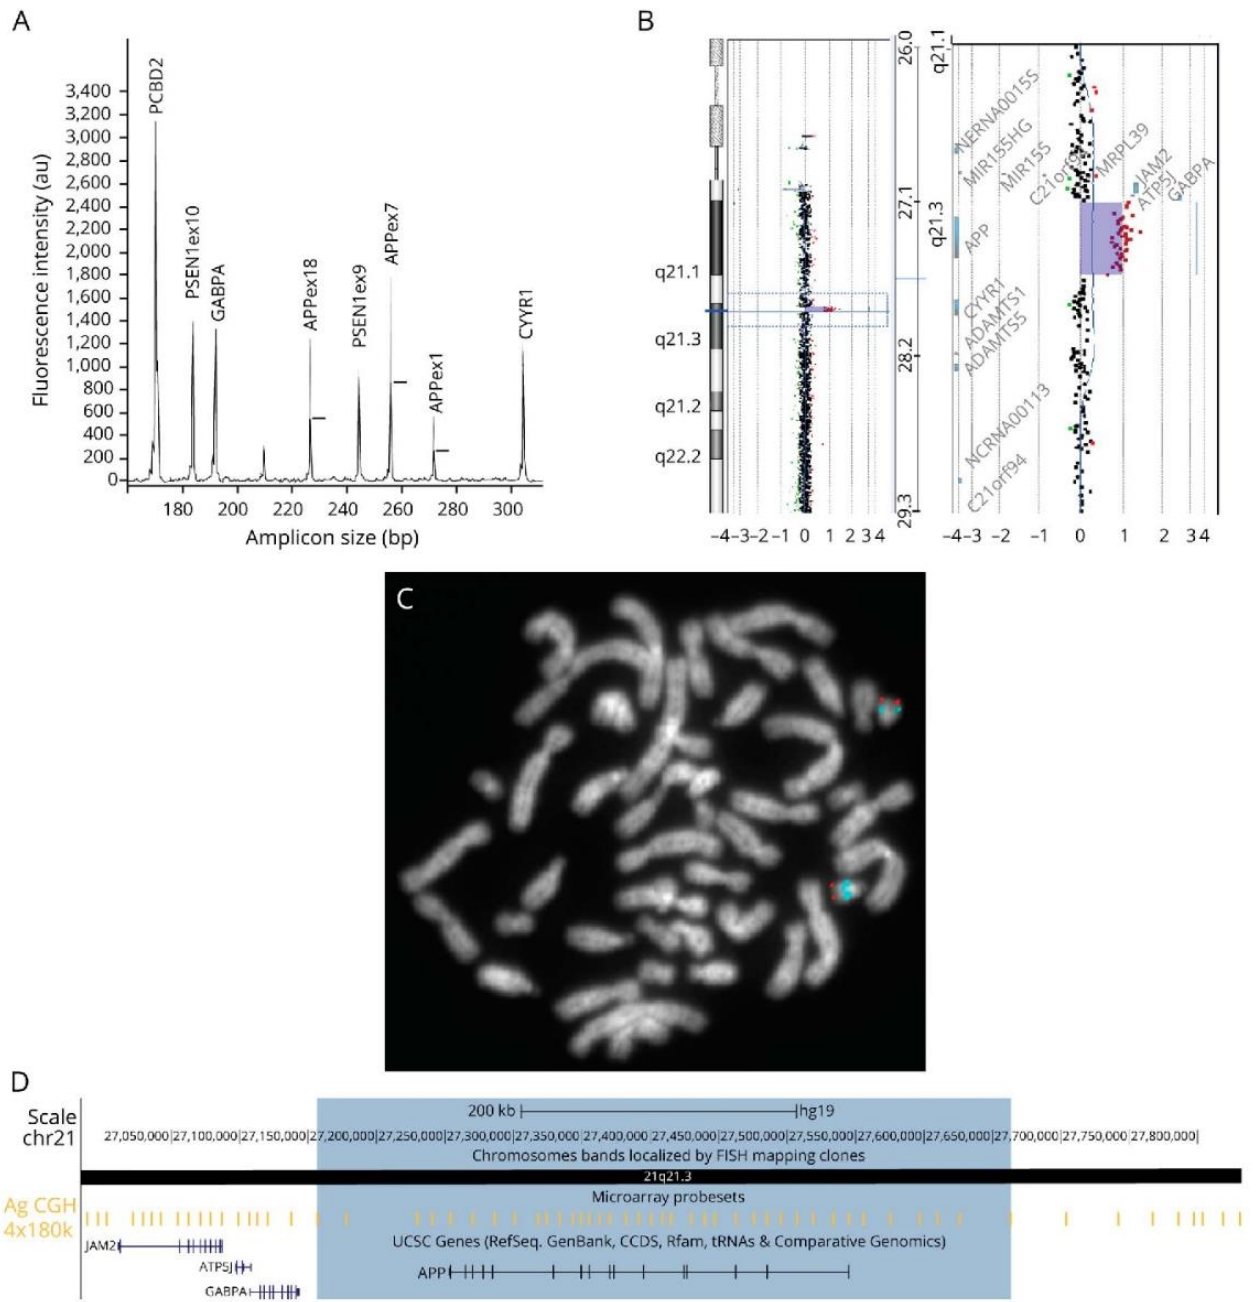 A
Fluorescence intensity (au)
3,400
3,200
3,000
2,800
2,600
2,400
2,200
2,000
1,800
1,600
1,400
1,200
1,000
800
600
400
200
0
PCBD2
PSEN1ex10
GABPA
APPex18
PSEN1ex9
APPex7
APPex1
CYYR1
180 200 220 240 260 280 300
Amplicon size (bp)
B
q21.1
q21.3
q21.2
q22.2
–4–3–2–1 0 1 2 3 4
26.0
27.1
28.2
29.3
q21.1
q21.3
NERNA0015S
MIR155HG
MIR15S
C21orf94
MRPL39
JAM2
ATP5J
GABPA
APP
CYYR1
ADAMTS1
ADAMTS5
NCRNA00113
C21orf94
–4–3 –2 –1 0 1 2 3 4
C
D
Scale
chr21
200 kb hg19
27,050,000 27,100,000 27,150,000 27,200,000 27,250,000 27,300,000 27,350,000 27,400,000 27,450,000 27,500,000 27,550,000 27,600,000 27,650,000 27,700,000 27,750,000 27,800,000
Chromosomes bands localized by FISH mapping clones
21q21.3
Microarray probesets
Ag CGH
4x180k
UCSC Genes (RefSeq. GenBank, CCDS, Rfam, tRNAs & Comparative Genomics)
JAM2
ATP5J
APP
GABPA